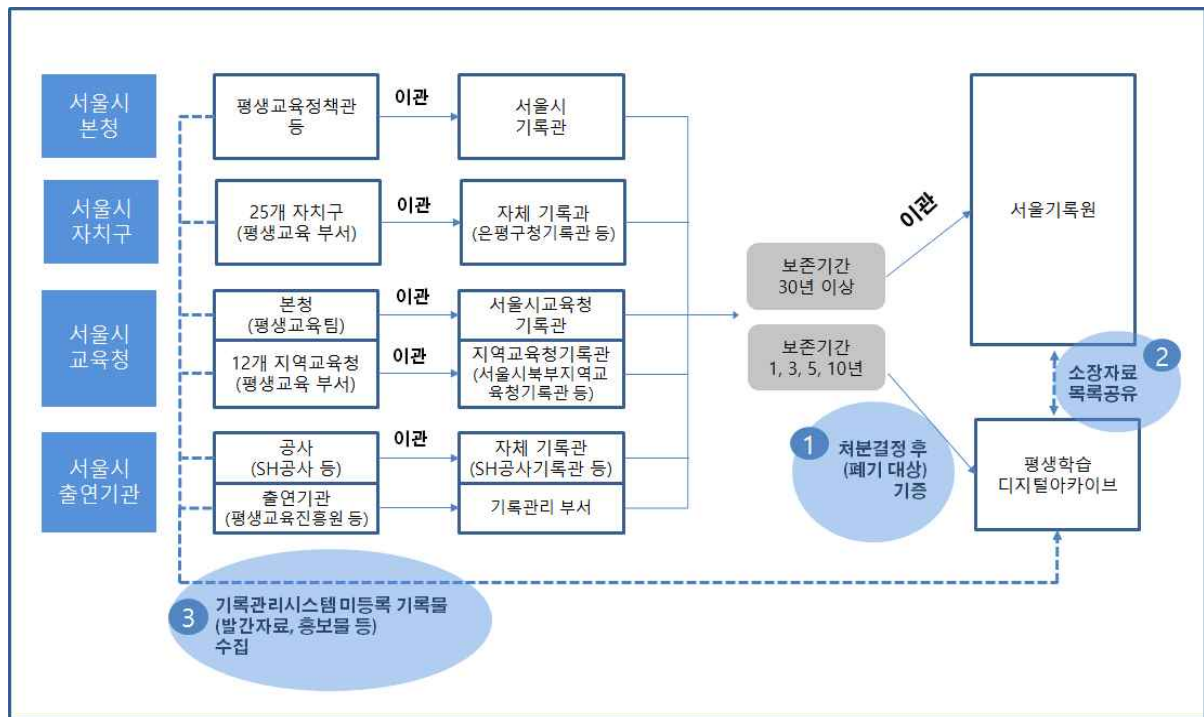 서울시
본청
평생교육정책관
등
이관
서울시
기록관
서울시
자치구
25개 자치구
(평생교육 부서)
이관
자체 기록과
(은평구청기록관 등)
서울시
교육청
본청
(평생교육팀)
이관
서울시교육청
기록관
12개 지역교육청
(평생교육 부서)
이관
지역교육청기록관
(서울시북부지역교
육청기록관 등)
서울시
출연기관
공사
(SH공사 등)
이관
자체 기록관
(SH공사기록관 등)
출연기관
(평생교육진흥원 등)
기록관리 부서
보존기간
30년 이상
보존기간
1, 3, 5, 10년
이관
서울기록원
1
처분결정 후
(폐기 대상)
기증
2
소장자료
목록공유
평생학습
디지털아카이브
3
기록관리시스템 미등록 기록물
(발간자료, 홍보물 등)
수집